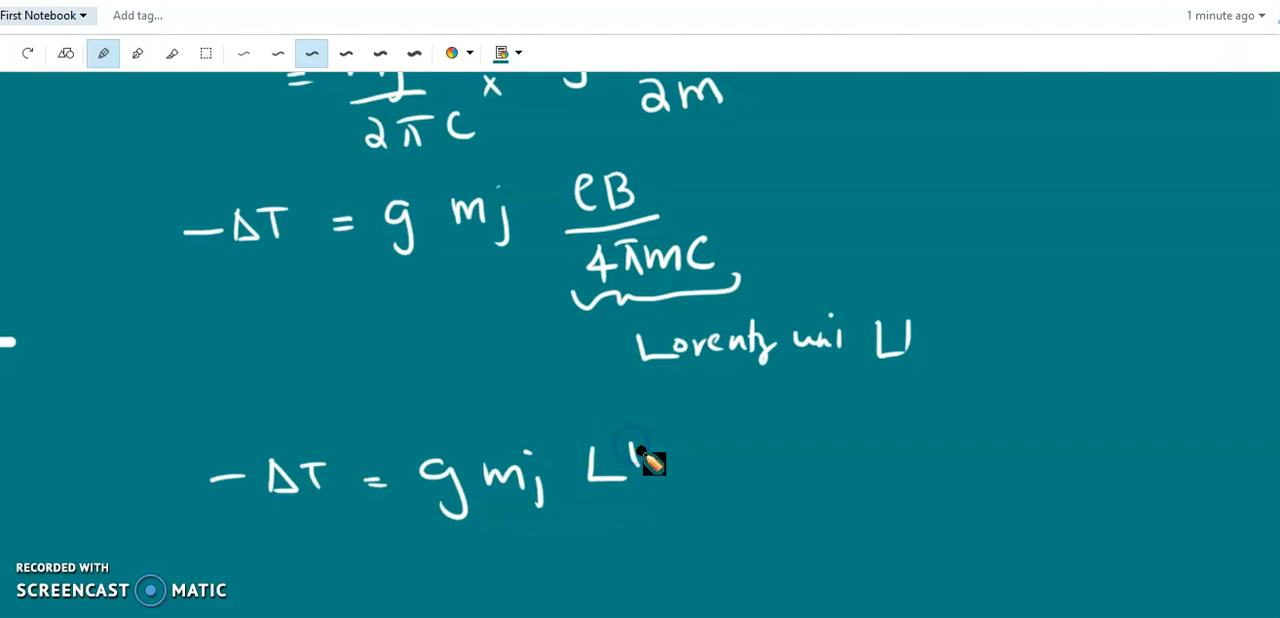 First Notebook Add tag... 1 minute ago
= × 2m
2πC
-ΔT = g mj eB
4πmC
Lorentz uni LU
-ΔT = g mj L
RECORDED WITH
SCREENCAST MATIC